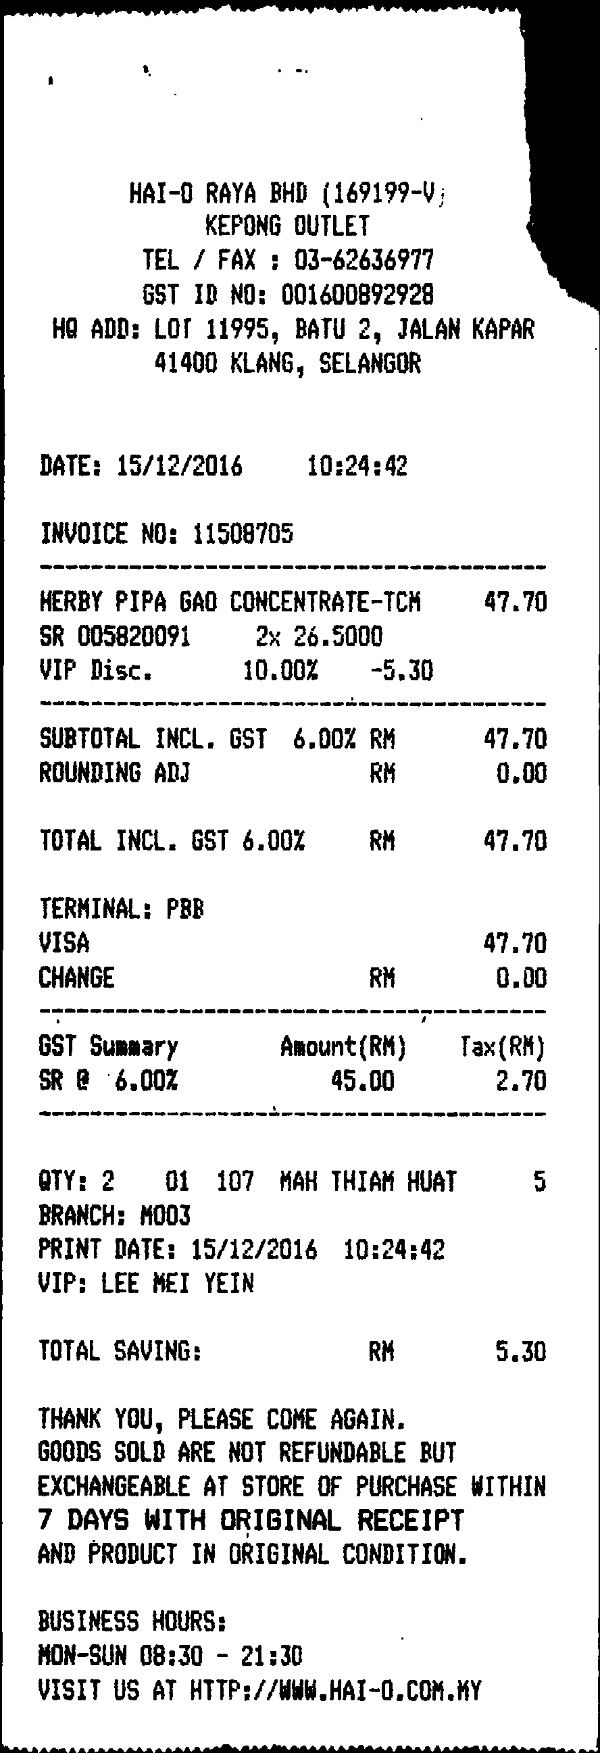 HAI-O RAYA BHD (169199-V)
KEPONG OUTLET
TEL / FAX : 03-62636977
GST ID NO: 001600892928
HQ ADD: LOT 11995, BATU 2, JALAN KAPAR
41400 KLANG, SELANGOR
DATE: 15/12/2016 10:24:42
INVOICE NO: 11508705
HERBY PIPA GAO CONCENTRATE-TCM 47.70
SR 005820091 2x 26.5000
VIP Disc. 10.00% -5.30
SUBTOTAL INCL. GST 6.00% RM 47.70
ROUNDING ADJ RM 0.00
TOTAL INCL. GST 6.00% RM 47.70
TERMINAL: PBB
VISA 47.70
CHANGE RM 0.00
GST Summary Amount(RM) Tax(RM)
SR @ 6.00% 45.00 2.70
QTY: 2 01 107 MAH THIAM HUAT 5
BRANCH: M003
PRINT DATE: 15/12/2016 10:24:42
VIP: LEE MEI YEIN
TOTAL SAVING: RM 5.30
THANK YOU, PLEASE COME AGAIN.
GOODS SOLD ARE NOT REFUNDABLE BUT
EXCHANGEABLE AT STORE OF PURCHASE WITHIN
7 DAYS WITH ORIGINAL RECEIPT
AND PRODUCT IN ORIGINAL CONDITION.
BUSINESS HOURS:
MON-SUN 08:30 - 21:30
VISIT US AT HTTP://WWW.HAI-O.COM.MY